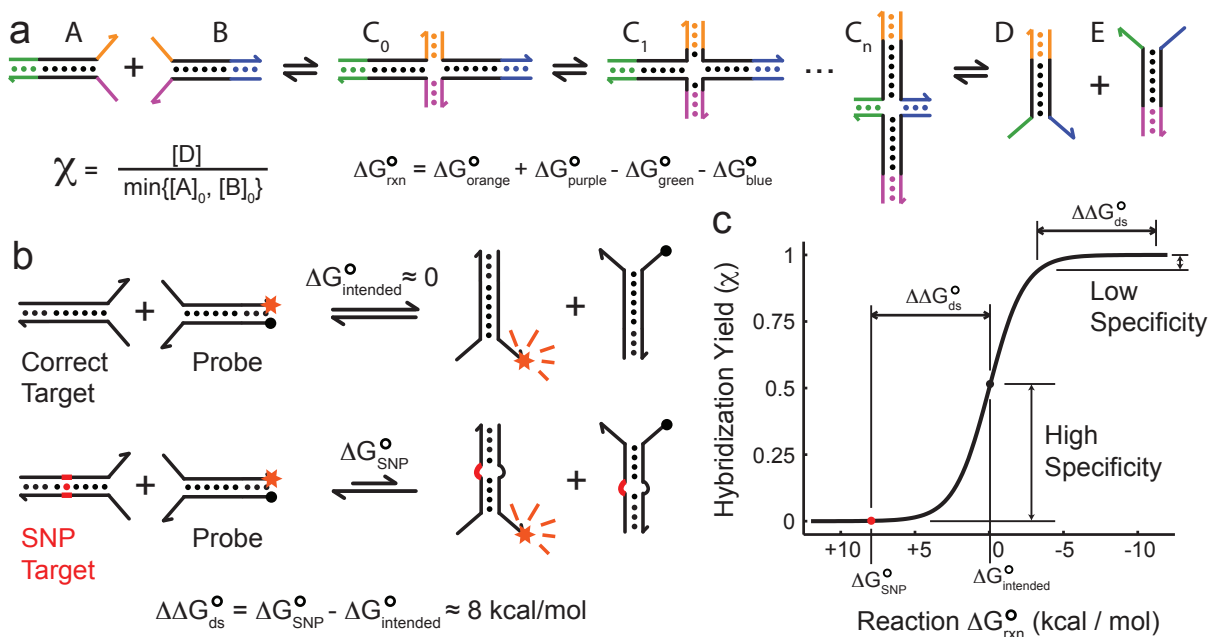 a
A + B ⇌ C0 ⇌ C1 ... Cn ⇌ D + E
χ = [D] / min{[A]0, [B]0}
ΔG°rxn = ΔG°orange + ΔG°purple - ΔG°green - ΔG°blue
b
+ ΔG°intended ≈ 0 +
Correct Target
Probe
+ ΔG°SNP +
SNP Target
Probe
ΔΔG°ds = ΔG°SNP - ΔG°intended ≈ 8 kcal/mol
c
ΔΔG°ds
ΔΔG°ds
Low
Specificity
High
Specificity
Hybridization Yield (χ)
1
0.75
0.5
0.25
0
+10 +5 0 -5 -10
ΔG°SNP
ΔG°intended
Reaction ΔG°rxn (kcal / mol)